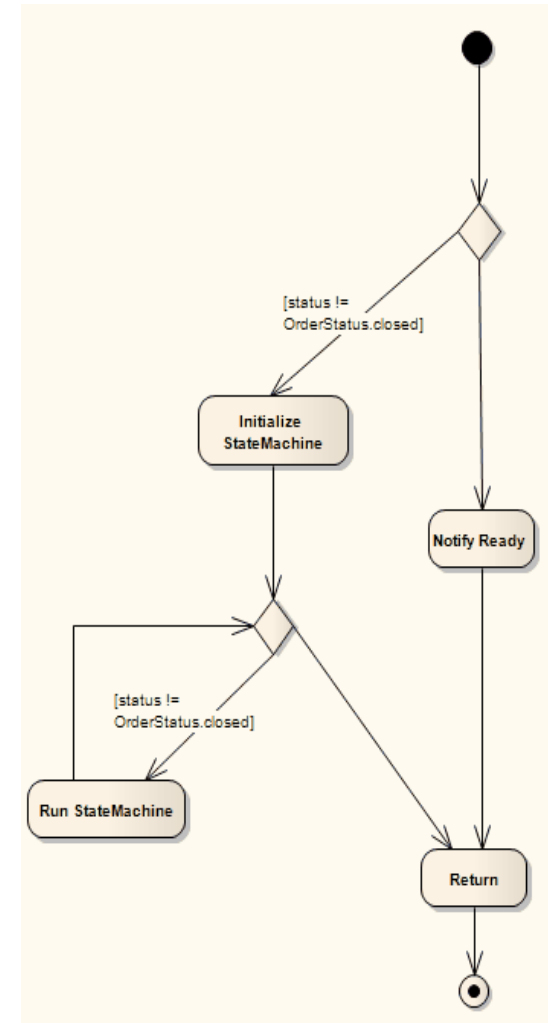 [status !=
OrderStatus.closed]
Initialize
StateMachine
Notify Ready
[status !=
OrderStatus.closed]
Run StateMachine
Return